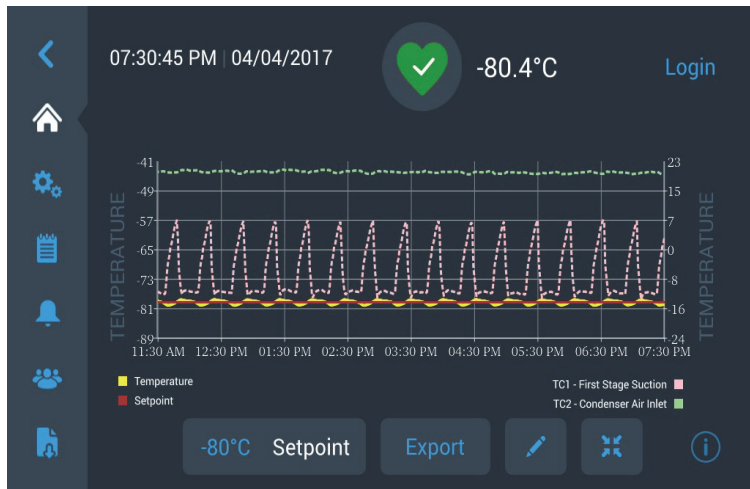 07:30:45 PM | 04/04/2017
-80.4°C
Login
-41
-49
-57
-65
-73
-81
-89
23
15
7
0
-8
-16
-24
TEMPERATURE
TEMPERATURE
11:30 AM 12:30 PM 01:30 PM 02:30 PM 03:30 PM 04:30 PM 05:30 PM 06:30 PM 07:30 PM
Temperature
Setpoint
TC1 - First Stage Suction
TC2 - Condenser Air Inlet
-80°C Setpoint
Export
i